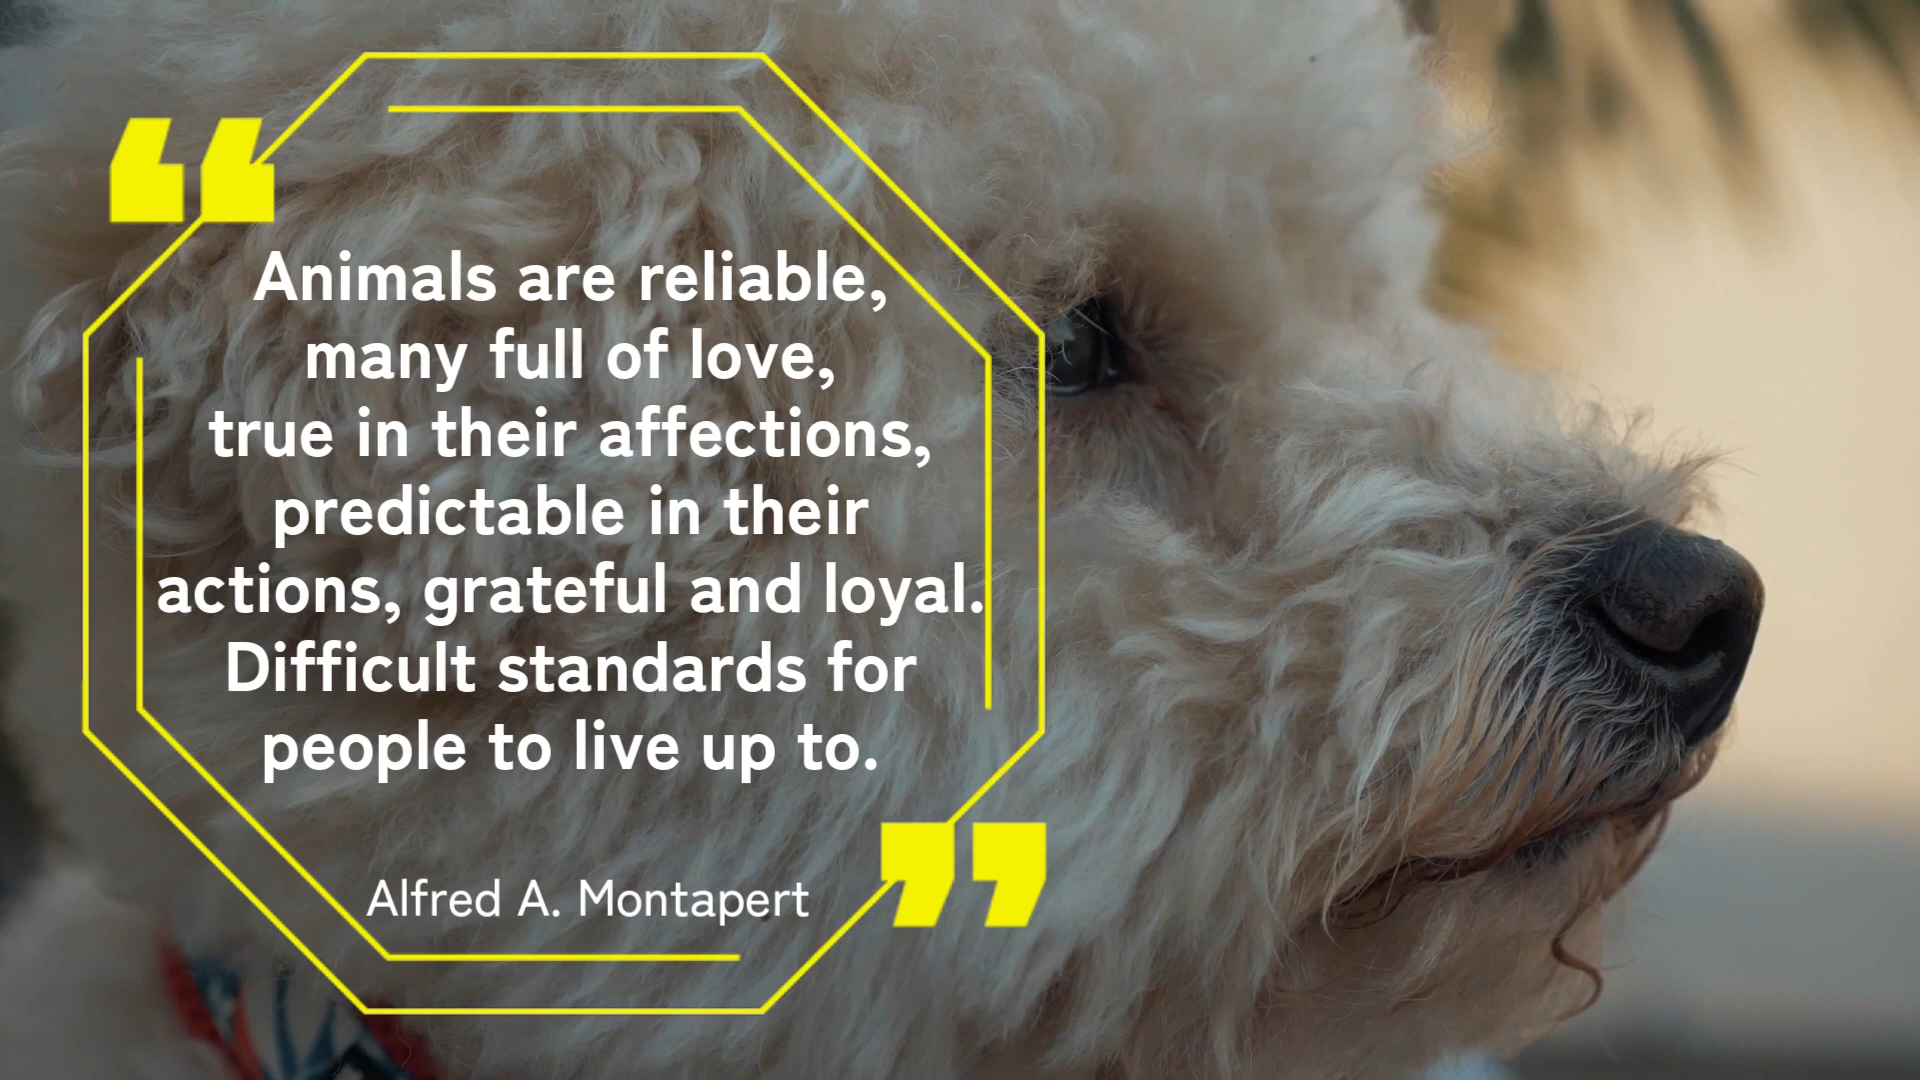 Animals are reliable,
many full of love,
true in their affections,
predictable in their
actions, grateful and loyal.
Difficult standards for
people to live up to.
Alfred A. Montapert